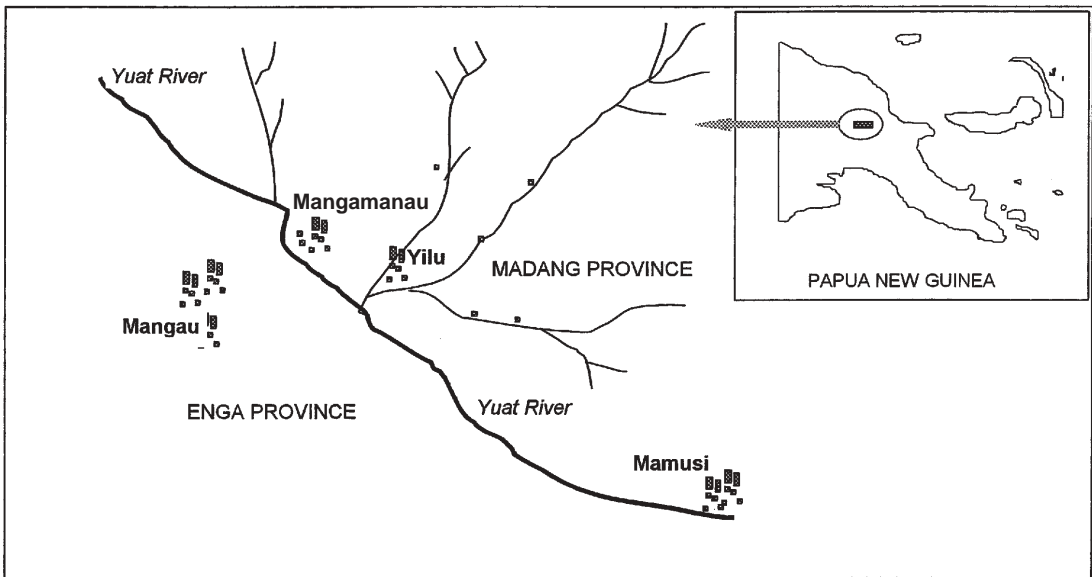 Yuat River
Mangamanau
Yilu
MADANG PROVINCE
PAPUA NEW GUINEA
Mangau
ENGA PROVINCE
Yuat River
Mamusi